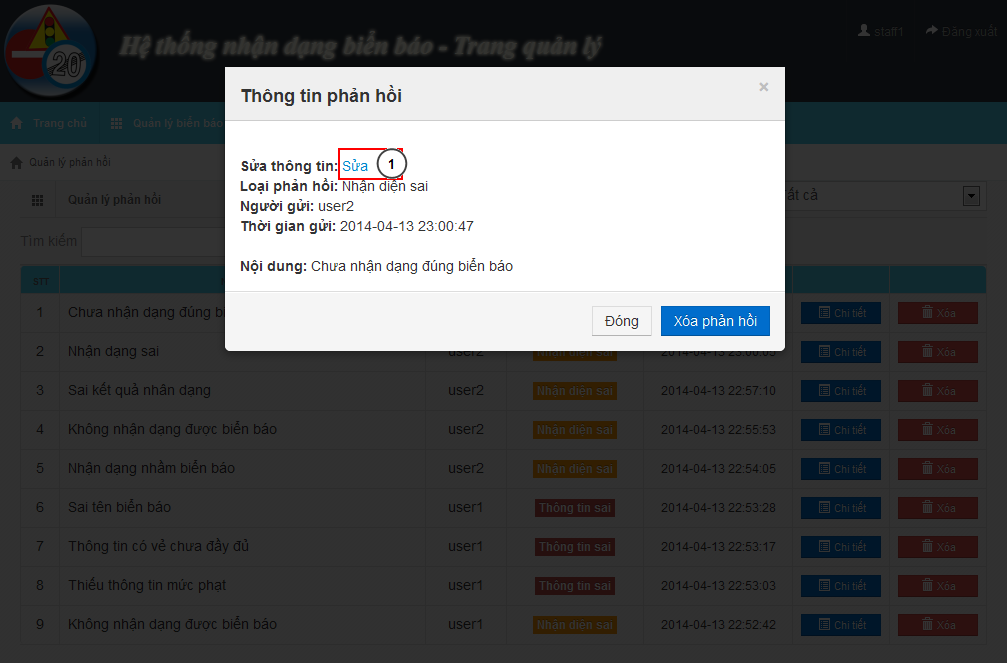 20
Hệ thống nhận dạng biển báo - Trang quản lý
staff1
Đăng xuất
Trang chủ
Quản lý biển báo
Quản lý phản hồi
Quản lý phản hồi
ất cả
Tìm kiếm
Thông tin phản hồi
×
Sửa thông tin: Sửa 1
Loại phản hồi: Nhận diện sai
Người gửi: user2
Thời gian gửi: 2014-04-13 23:00:47
Nội dung: Chưa nhận dạng đúng biển báo
Đóng
Xóa phản hồi
STT
1 Chưa nhận dạng đúng b Chi tiết Xóa
2 Nhận dạng sai user2 Nhận diện sai 2014-04-13 23:00:05 Chi tiết Xóa
3 Sai kết quả nhân dạng user2 Nhận diện sai 2014-04-13 22:57:10 Chi tiết Xóa
4 Không nhận dạng được biển báo user2 Nhận diện sai 2014-04-13 22:55:53 Chi tiết Xóa
5 Nhận dạng nhầm biển báo user2 Nhận diện sai 2014-04-13 22:54:05 Chi tiết Xóa
6 Sai tên biển báo user1 Thông tin sai 2014-04-13 22:53:28 Chi tiết Xóa
7 Thông tin có vẻ chưa đầy đủ user1 Thông tin sai 2014-04-13 22:53:17 Chi tiết Xóa
8 Thiếu thông tin mức phạt user1 Thông tin sai 2014-04-13 22:53:03 Chi tiết Xóa
9 Không nhận dạng được biển báo user1 Nhận diện sai 2014-04-13 22:52:42 Chi tiết Xóa